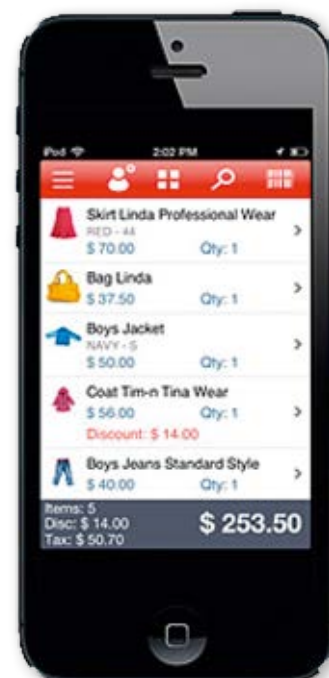 iPod 2:02 PM
Skirt Linda Professional Wear
RED - 44
$ 70.00 Qty: 1
Bag Linda
$ 37.50 Qty: 1
Boys Jacket
NAVY - S
$ 50.00 Qty: 1
Coat Tim-n Tina Wear
$ 56.00 Qty: 1
Discount: $ 14.00
Boys Jeans Standard Style
$ 40.00 Qty: 1
Items: 5
Disc: $ 14.00
Tax: $ 50.70
$ 253.50